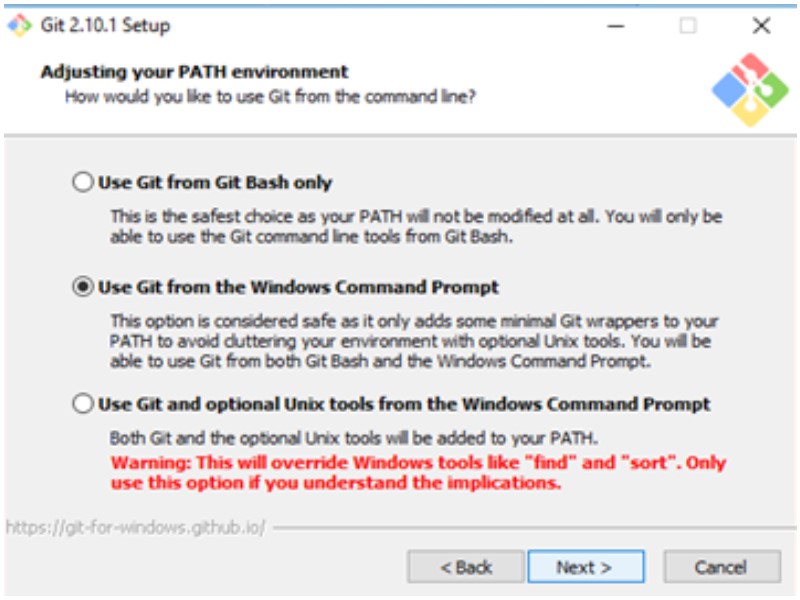 Git 2.10.1 Setup
Adjusting your PATH environment
How would you like to use Git from the command line?
Use Git from Git Bash only
This is the safest choice as your PATH will not be modified at all. You will only be
able to use the Git command line tools from Git Bash.
Use Git from the Windows Command Prompt
This option is considered safe as it only adds some minimal Git wrappers to your
PATH to avoid cluttering your environment with optional Unix tools. You will be
able to use Git from both Git Bash and the Windows Command Prompt.
Use Git and optional Unix tools from the Windows Command Prompt
Both Git and the optional Unix tools will be added to your PATH.
Warning: This will override Windows tools like "find" and "sort". Only
use this option if you understand the implications.
https://git-for-windows.github.io/
< Back Next > Cancel